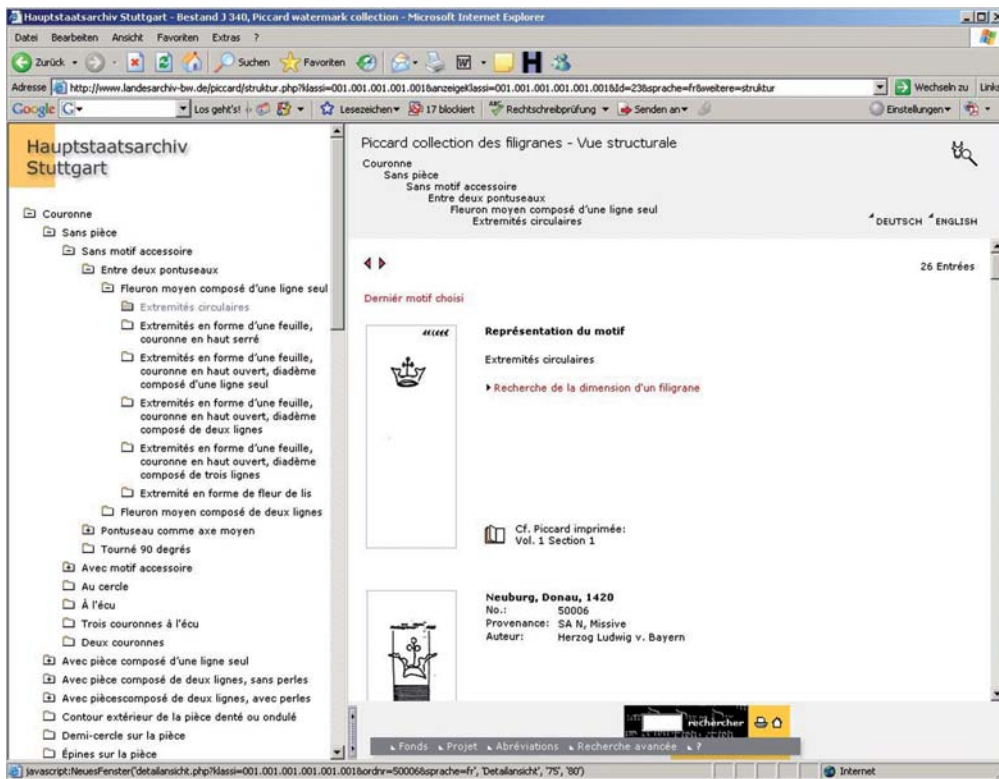 Hauptstaatsarchiv Stuttgart - Bestand J 340, Piccard watermark collection - Microsoft Internet Explorer
Datei Bearbeiten Ansicht Favoriten Extras ?
Zurück Suchen Favoriten
Adresse http://www.landesarchiv-bw.de/piccard/struktur.php?klassi=001.001.001.001.001&anzeigeKlassi=001.001.001.001.001.001&Id=23&sprache=fr&weitere=struktur Wechseln zu Links
Google G Los geht's! Lesezeichen 17 blockiert Rechtschreibprüfung Senden an Einstellungen
Hauptstaatsarchiv
Stuttgart
Couronne
Sans pièce
Sans motif accessoire
Entre deux pontuseaux
Fleuron moyen composé d'une ligne seul
Extremités circulaires
Extremités en forme d'une feuille,
couronne en haut serré
Extremités en forme d'une feuille,
couronne en haut ouvert, diadème
composé d'une ligne seul
Extremités en forme d'une feuille,
couronne en haut ouvert, diadème
composé de deux lignes
Extremités en forme d'une feuille,
couronne en haut ouvert, diadème
composé de trois lignes
Extremité en forme de fleur de lis
Fleuron moyen composé de deux lignes
Pontuseau comme axe moyen
Tourné 90 degrés
Avec motif accessoire
Au cercle
À l'écu
Trois couronnes à l'écu
Deux couronnes
Avec pièce composé d'une ligne seul
Avec pièce composé de deux lignes, sans perles
Avec piècescomposé de deux lignes, avec perles
Contour extérieur de la pièce denté ou ondulé
Demi-cercle sur la pièce
Épines sur la pièce
Piccard collection des filigranes - Vue structurale
Couronne
Sans pièce
Sans motif accessoire
Entre deux pontuseaux
Fleuron moyen composé d'une ligne seul
Extremités circulaires
DEUTSCH ENGLISH
26 Entrées
Derniér motif choisi
Représentation du motif
Extremités circulaires
Recherche de la dimension d'un filigrane
Cf. Piccard imprimée:
Vol. 1 Section 1
Neuburg, Donau, 1420
No.: 50006
Provenance: SA N, Missive
Auteur: Herzog Ludwig v. Bayern
rechercher
Fonds Projet Abréviations Recherche avancée ?
javascript:NeuesFenster('detailansicht.php?klassi=001.001.001.001.001.001&ordnr=50006&sprache=fr', 'Detailansicht', '75', '80') Internet